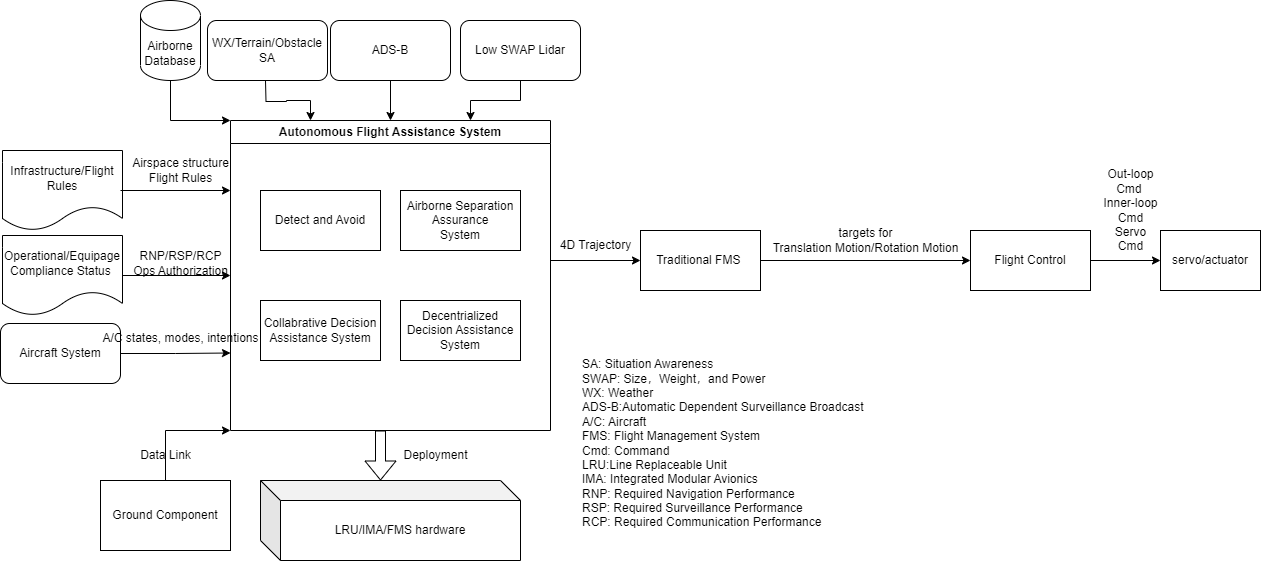 Airborne
Database
WX/Terrain/Obstacle
SA
ADS-B
Low SWAP Lidar
Autonomous Flight Assistance System
Infrastructure/Flight
Rules
Airspace structure
Flight Rules
Detect and Avoid
Airborne Separation
Assurance
System
Operational/Equipage
Compliance Status
RNP/RSP/RCP
Ops Authorization
4D Trajectory
Traditional FMS
targets for
Translation Motion/Rotation Motion
Flight Control
Out-loop
Cmd
Inner-loop
Cmd
Servo
Cmd
servo/actuator
Aircraft System
A/C states, modes, intentions
Collabrative Decision
Assistance System
Decentrialized
Decision Assistance
System
Data Link
Ground Component
Deployment
LRU/IMA/FMS hardware
SA: Situation Awareness
SWAP: Size，Weight，and Power
WX: Weather
ADS-B:Automatic Dependent Surveillance Broadcast
A/C: Aircraft
FMS: Flight Management System
Cmd: Command
LRU:Line Replaceable Unit
IMA: Integrated Modular Avionics
RNP: Required Navigation Performance
RSP: Required Surveillance Performance
RCP: Required Communication Performance